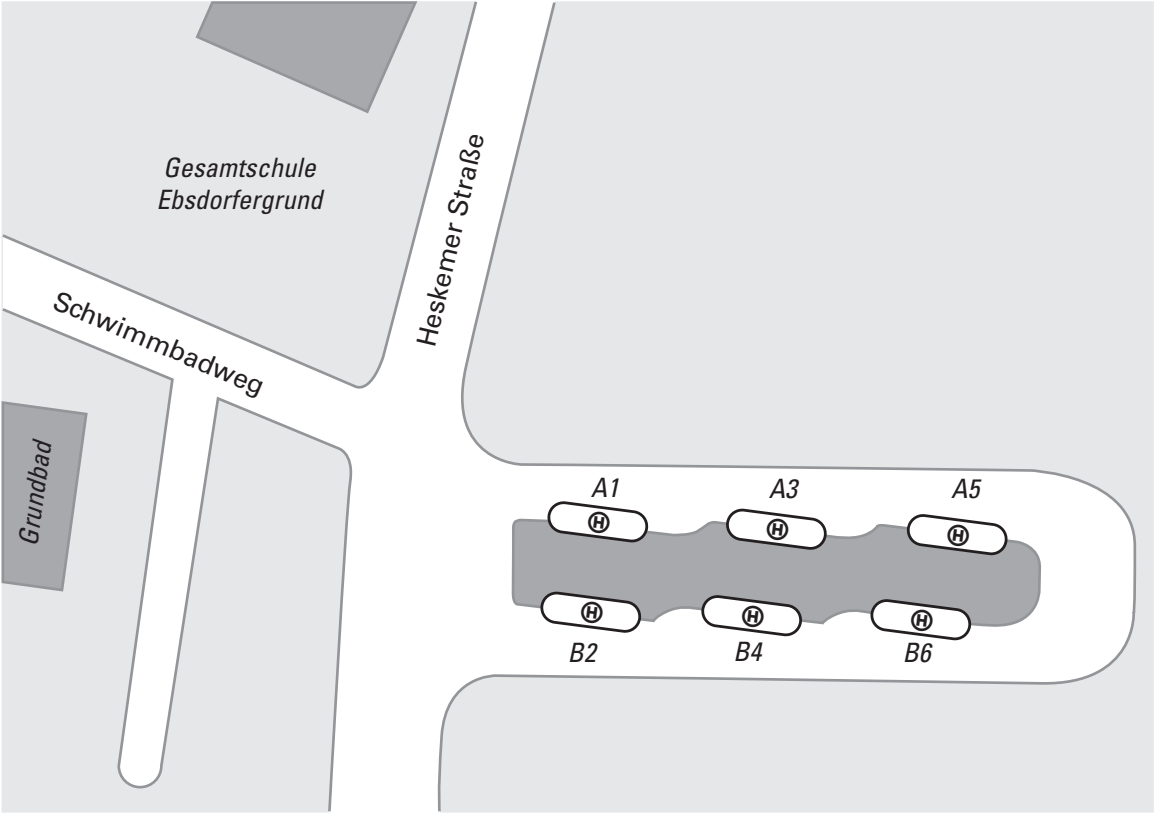 Gesamtschule
Ebsdorfergrund
Heskemer Straße
Schwimmbadweg
Grundbad
A1 A3 A5
H H H
H H H
B2 B4 B6